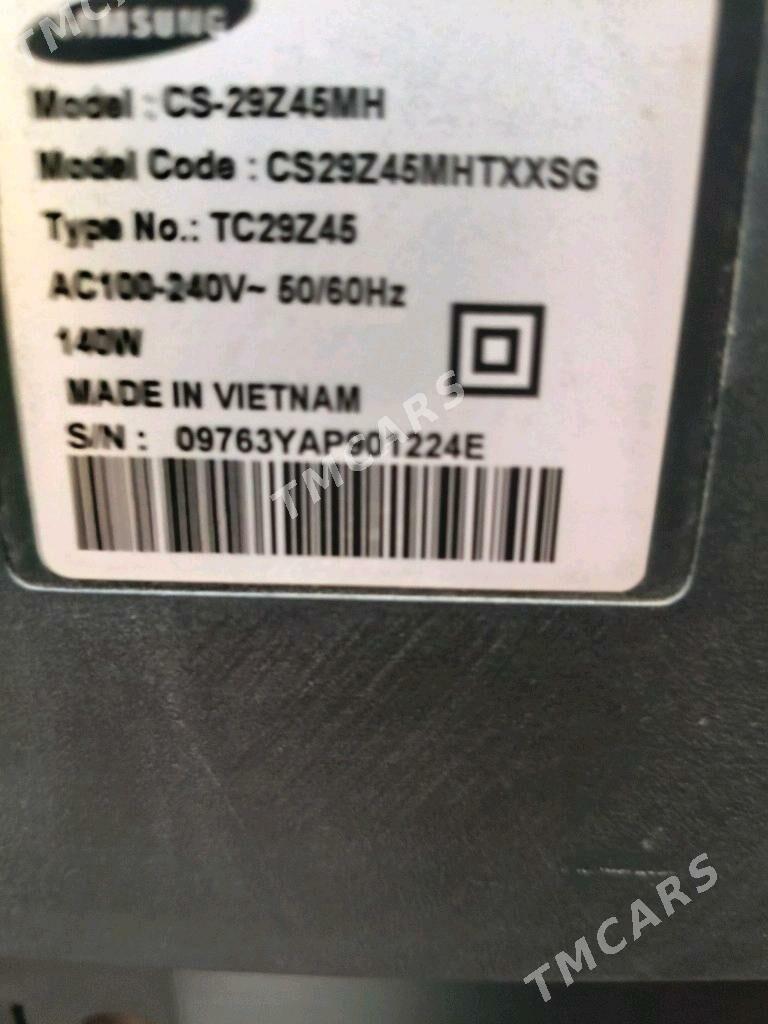 TMCARS
SAMSUNG
Model : CS-29Z45MH
Model Code : CS29Z45MHTXXSG
Type No.: TC29Z45
AC100-240V~ 50/60Hz
140W
MADE IN VIETNAM
S/N : 09763YAP901224E
TMCARS
TMCARS